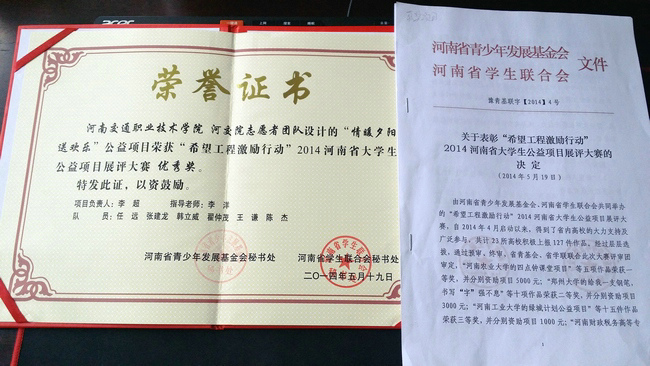 acer
荣誉证书
河南交通职业技术学院 河交院志愿者团队设计的“情暖夕阳
送欢乐”公益项目荣获“希望工程激励行动”2014河南省大学生
公益项目展评大赛 优秀奖。
特发此证，以资鼓励。
项目负责人：李 超 指导老师：李 洋
队 员：任 远 张建龙 韩立威 翟仲茂 王 谦 陈 杰
河南省青少年发展基金会秘书处 河南省学生联合会秘书处
二〇一四年五月十九日
河南省青少年发展基金会
河南省学生联合会
文件
豫青基联字【2014】4号
关于表彰“希望工程激励行动”
2014河南省大学生公益项目展评大赛的
决 定
（2014年5月19日）
由河南省青少年发展基金会、河南省学生联合会共同举办
的“希望工程激励行动”2014河南省大学生公益项目展评大
赛，自2014年4月启动以来，得到了省内高校的大力支持及
广泛参与，共计23所高校积极上报127件作品。经过层层选
拔，通过预审、终审，省青基会、省学联联合此次大赛评审团
审定，“河南农业大学的四点钟课堂项目”等五项作品荣获一
等奖，并分别资助项目5000元；“郑州大学的给我一支钢笔，
书写“字”强不息”等十项作品荣获二等奖，并分别资助项目
3000元；“河南工业大学的绿城计划公益项目”等十五件作品
荣获三等奖，并分别资助项目1000元；“河南财政税务高等专
1